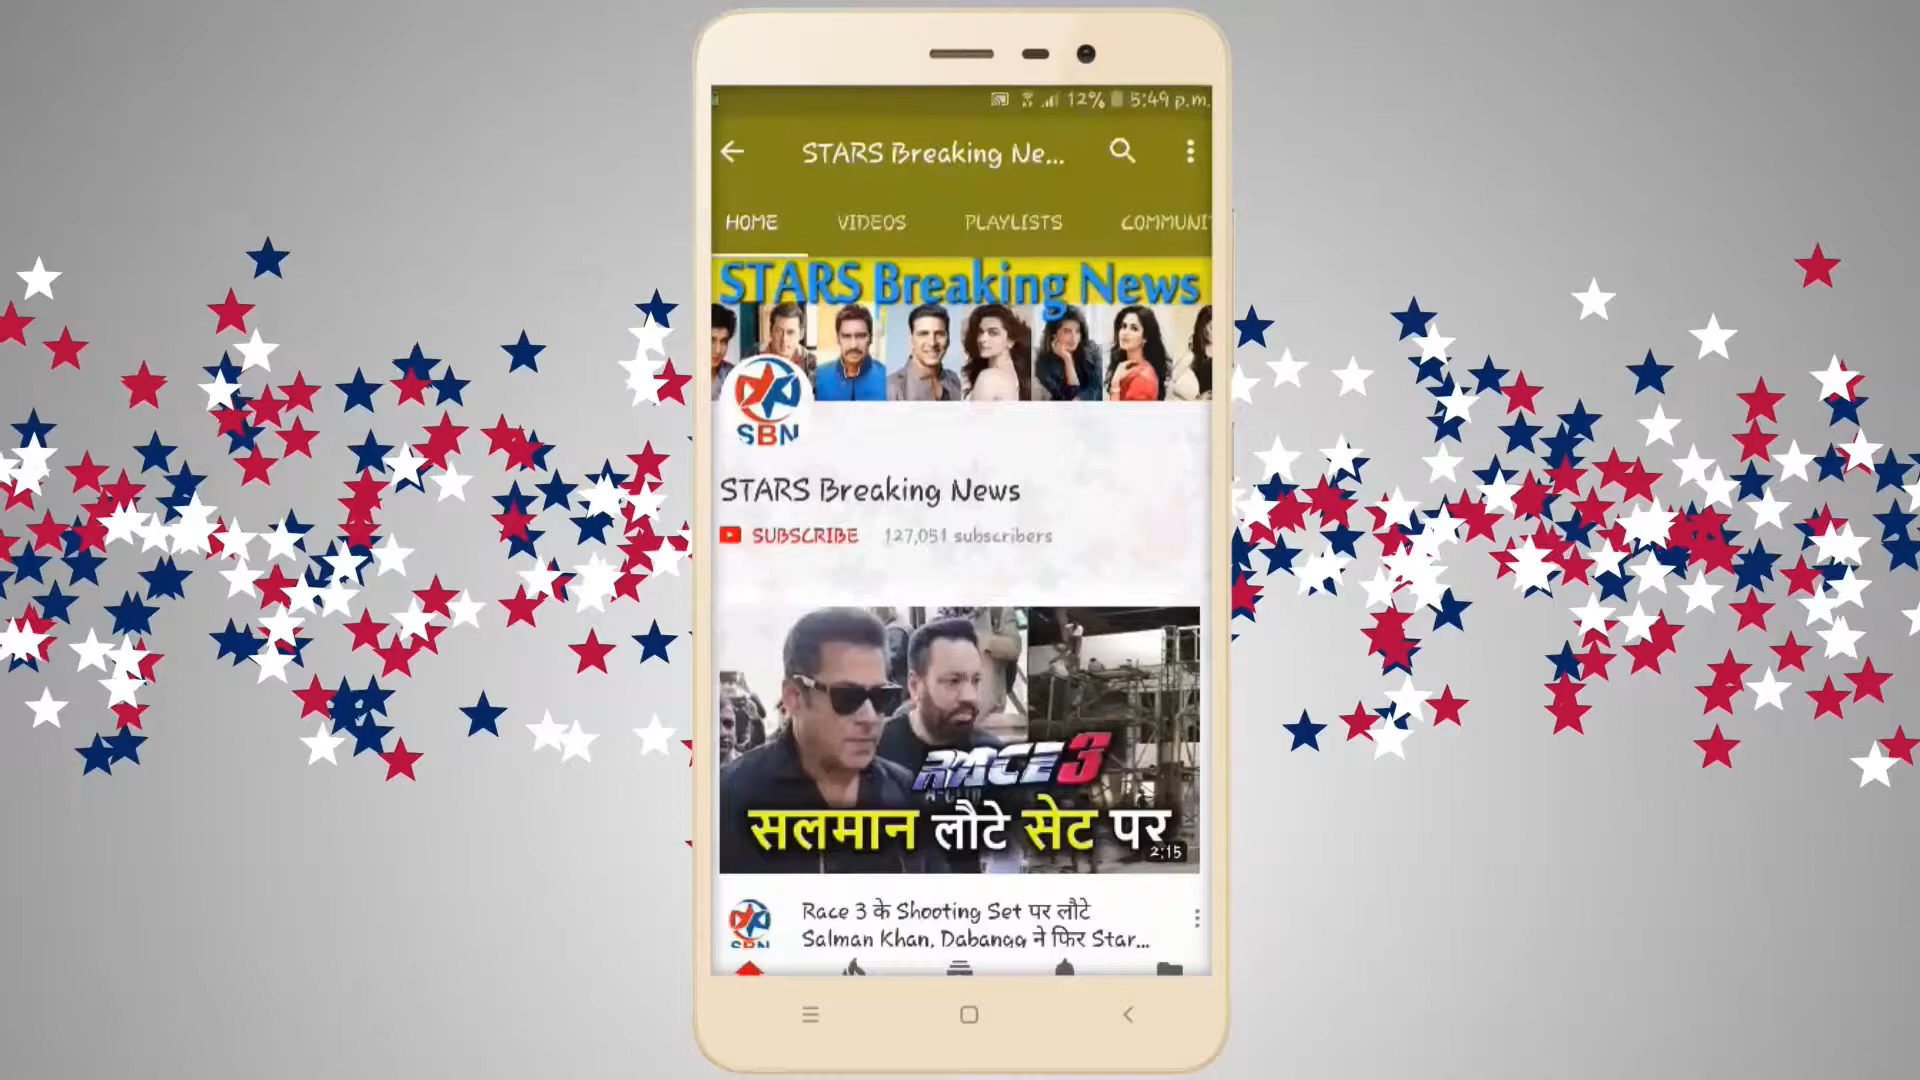 12% 5:49 p.m.
STARS Breaking Ne...
HOME VIDEOS PLAYLISTS COMMUNI
STARS Breaking News
SBN
STARS Breaking News
SUBSCRIBE 127,051 subscribers
RACE 3
सलमान लौटे सेट पर
2:15
Race 3 के Shooting Set पर लौटे
SBN
Salman Khan, Dabangg ने फिर Star...